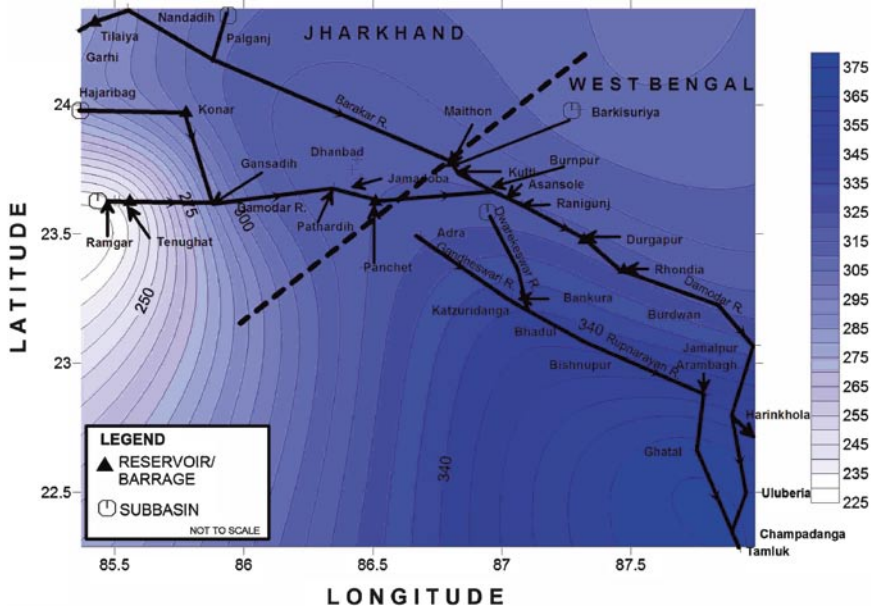 Nandadih
Tilaiya
Palganj
JHARKHAND
Garhi
Hajaribag
WEST BENGAL
Konar
Barakar R.
Maithon
Barkisuriya
Dhanbad
Gansadih
Jamadoba
Kulti
Burnpur
Asansole
Ranigunj
275
300
Damodar R.
Pathardih
Ramgar
Tenughat
Panchet
Adra
Dwarekeswar R.
Gandheswari R.
Durgapur
Rhondia
Damodar R.
250
Katzuridanga
Bankura
Burdwan
Bhadul
340
Rupnarayan R.
Jamalpur
Arambagh
Bishnupur
Harinkhola
Ghatal
340
Uluberia
Champadanga
Tamluk
LEGEND
RESERVOIR/
BARRAGE
SUBBASIN
NOT TO SCALE
LATITUDE
24
23.5
23
22.5
85.5
86
86.5
87
87.5
LONGITUDE
375
365
355
345
335
325
315
305
295
285
275
265
255
245
235
225